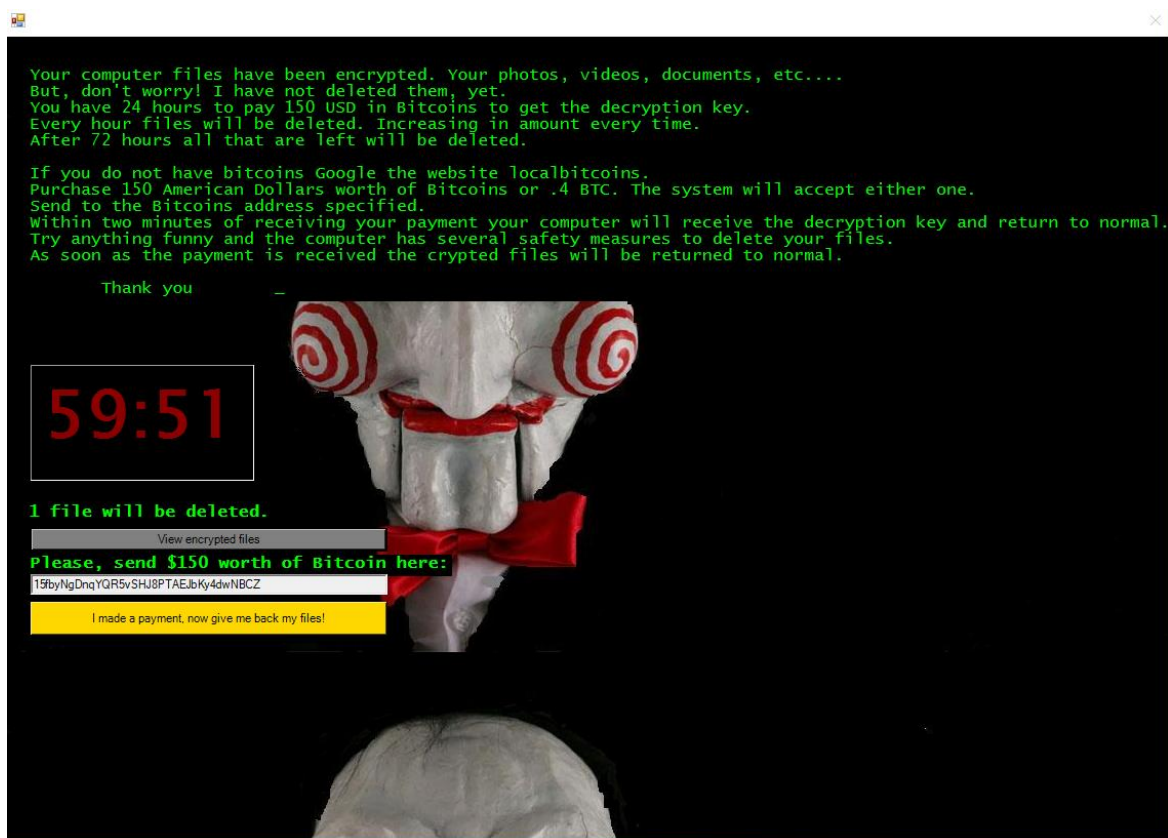 Your computer files have been encrypted. Your photos, videos, documents, etc....
But, don't worry! I have not deleted them, yet.
You have 24 hours to pay 150 USD in Bitcoins to get the decryption key.
Every hour files will be deleted. Increasing in amount every time.
After 72 hours all that are left will be deleted.
If you do not have bitcoins Google the website localbitcoins.
Purchase 150 American Dollars worth of Bitcoins or .4 BTC. The system will accept either one.
Send to the Bitcoins address specified.
Within two minutes of receiving your payment your computer will receive the decryption key and return to normal.
Try anything funny and the computer has several safety measures to delete your files.
As soon as the payment is received the crypted files will be returned to normal.
Thank you _
59:51
1 file will be deleted.
View encrypted files
Please, send $150 worth of Bitcoin here:
15fbyNgDnqYQR5vSHJ8PTAEJbKy4dwNBCZ
I made a payment, now give me back my files!